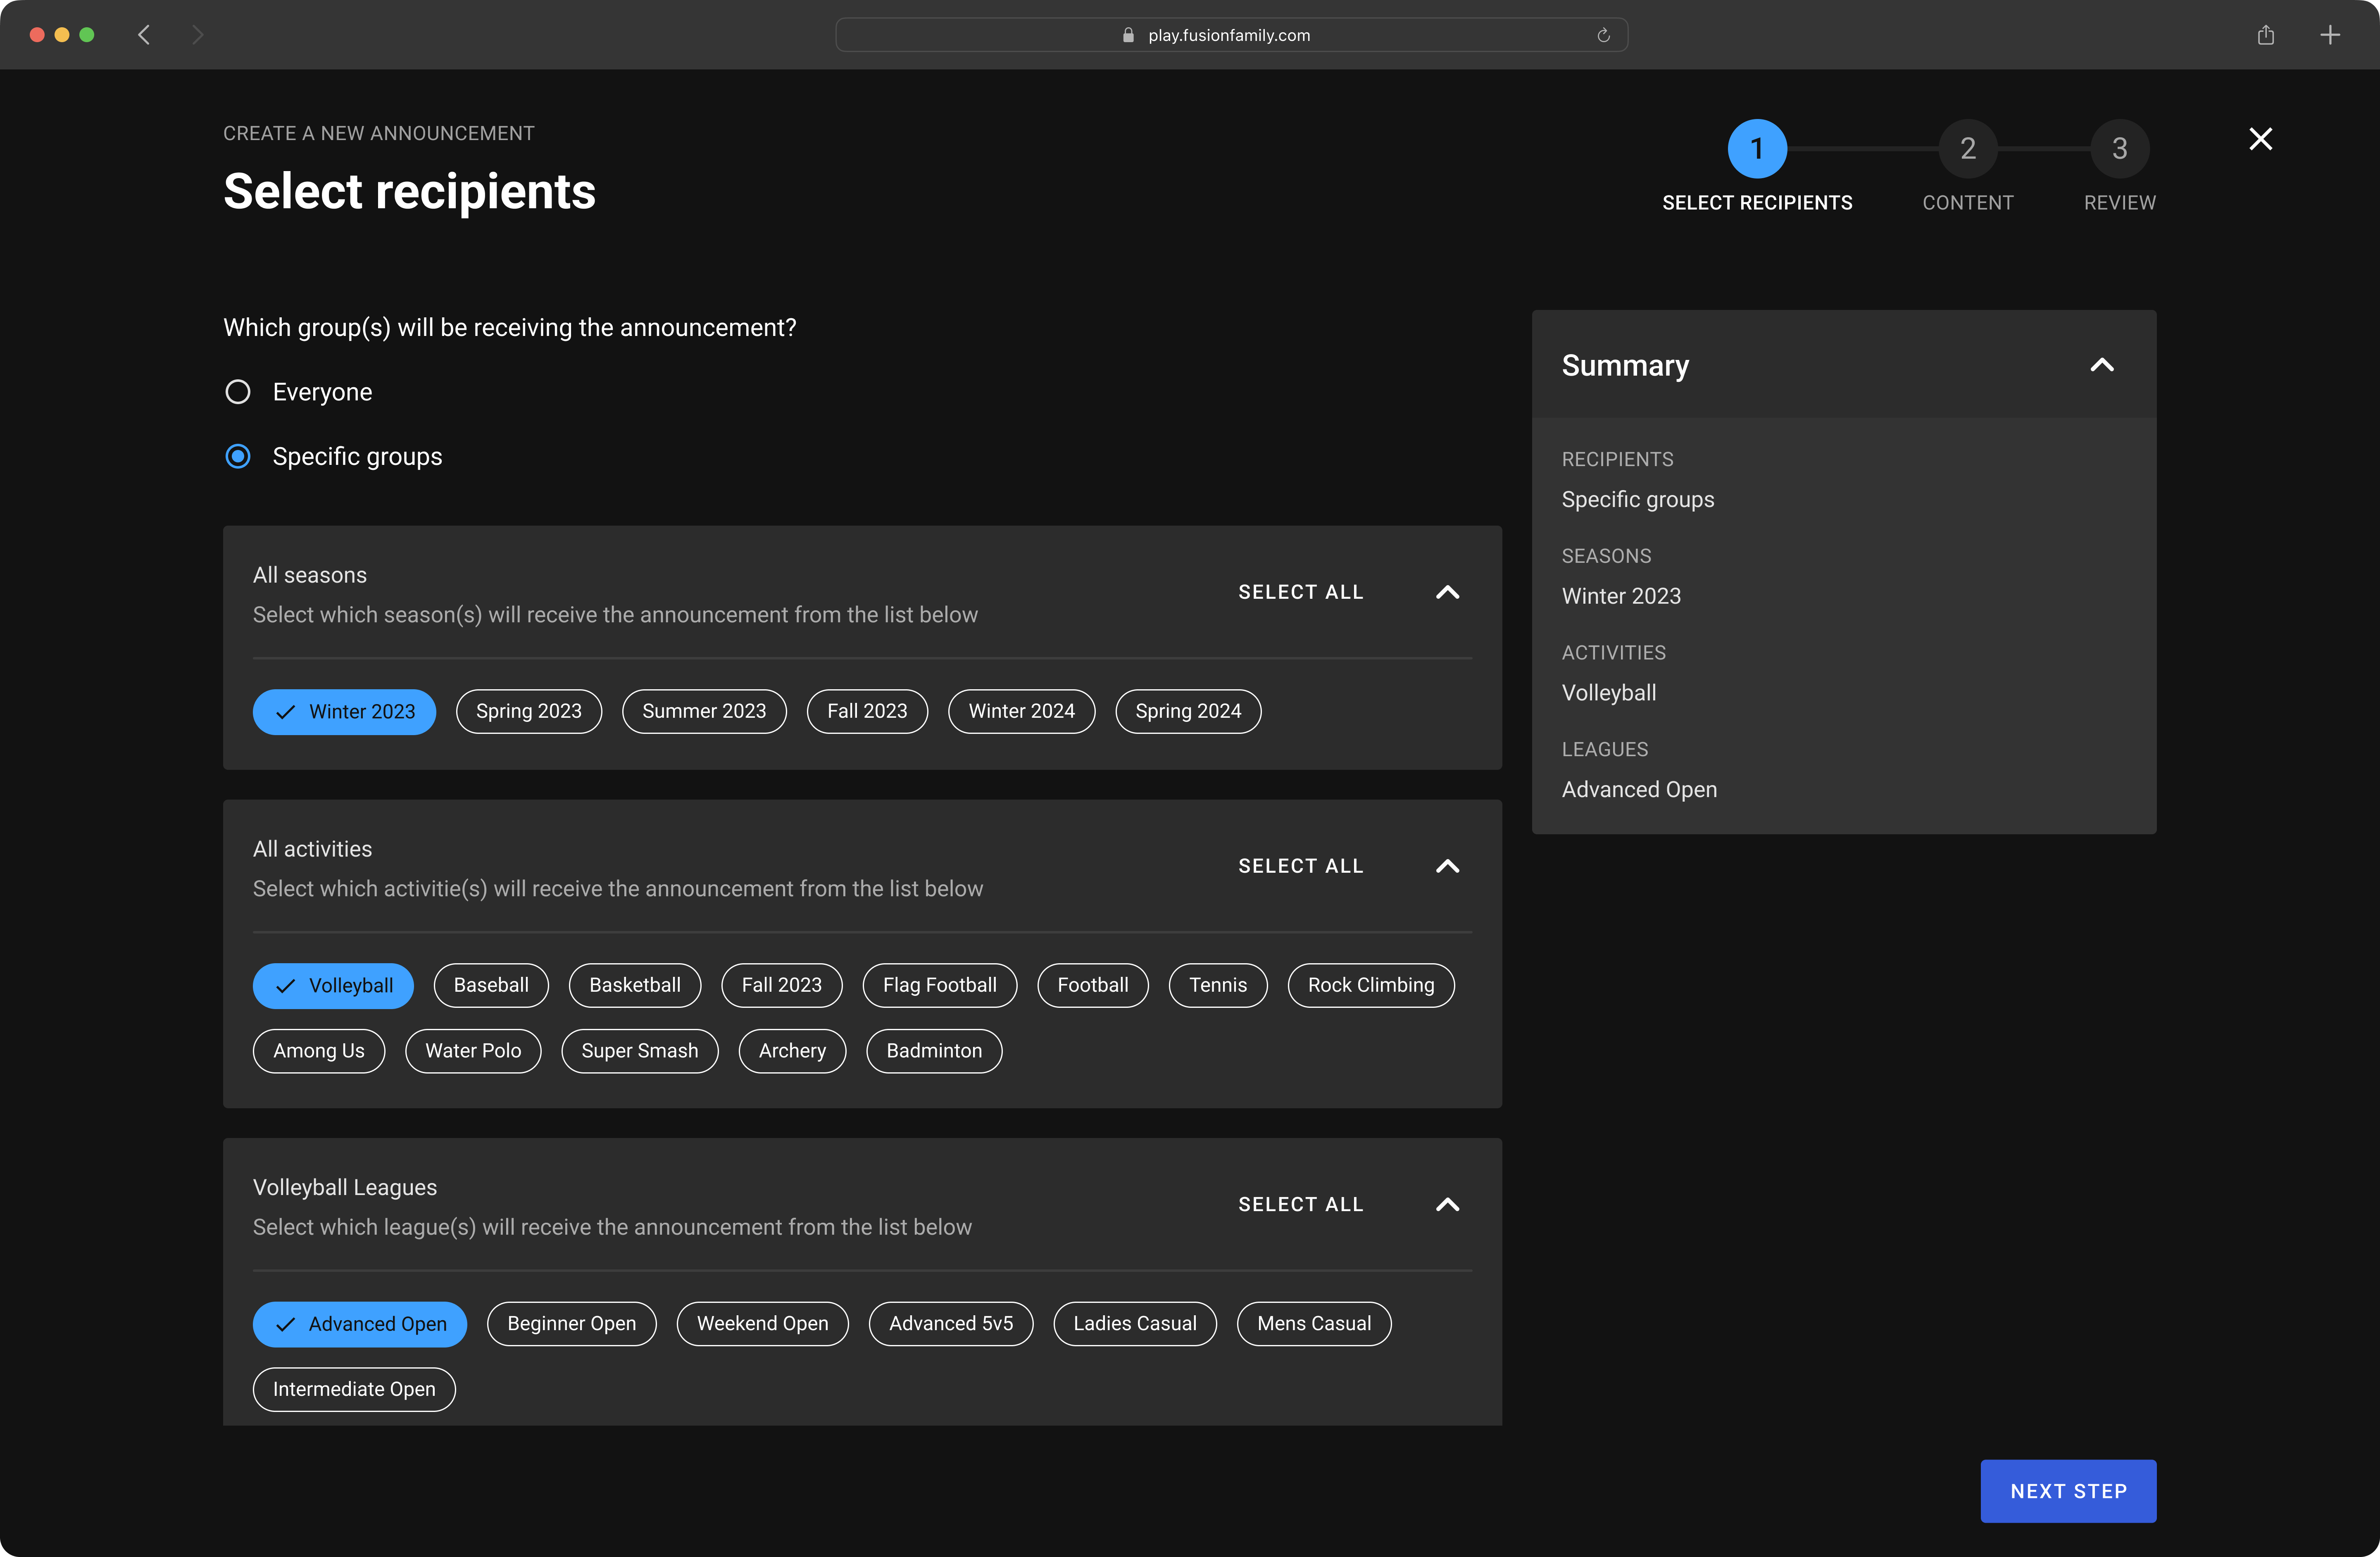 play.fusionfamily.com
CREATE A NEW ANNOUNCEMENT
Select recipients
1
2
3
SELECT RECIPIENTS
CONTENT
REVIEW
Which group(s) will be receiving the announcement?
Everyone
Specific groups
All seasons
Select which season(s) will receive the announcement from the list below
SELECT ALL
Winter 2023
Spring 2023
Summer 2023
Fall 2023
Winter 2024
Spring 2024
All activities
Select which activitie(s) will receive the announcement from the list below
SELECT ALL
Volleyball
Baseball
Basketball
Fall 2023
Flag Football
Football
Tennis
Rock Climbing
Among Us
Water Polo
Super Smash
Archery
Badminton
Volleyball Leagues
Select which league(s) will receive the announcement from the list below
SELECT ALL
Advanced Open
Beginner Open
Weekend Open
Advanced 5v5
Ladies Casual
Mens Casual
Intermediate Open
Summary
RECIPIENTS
Specific groups
SEASONS
Winter 2023
ACTIVITIES
Volleyball
LEAGUES
Advanced Open
NEXT STEP